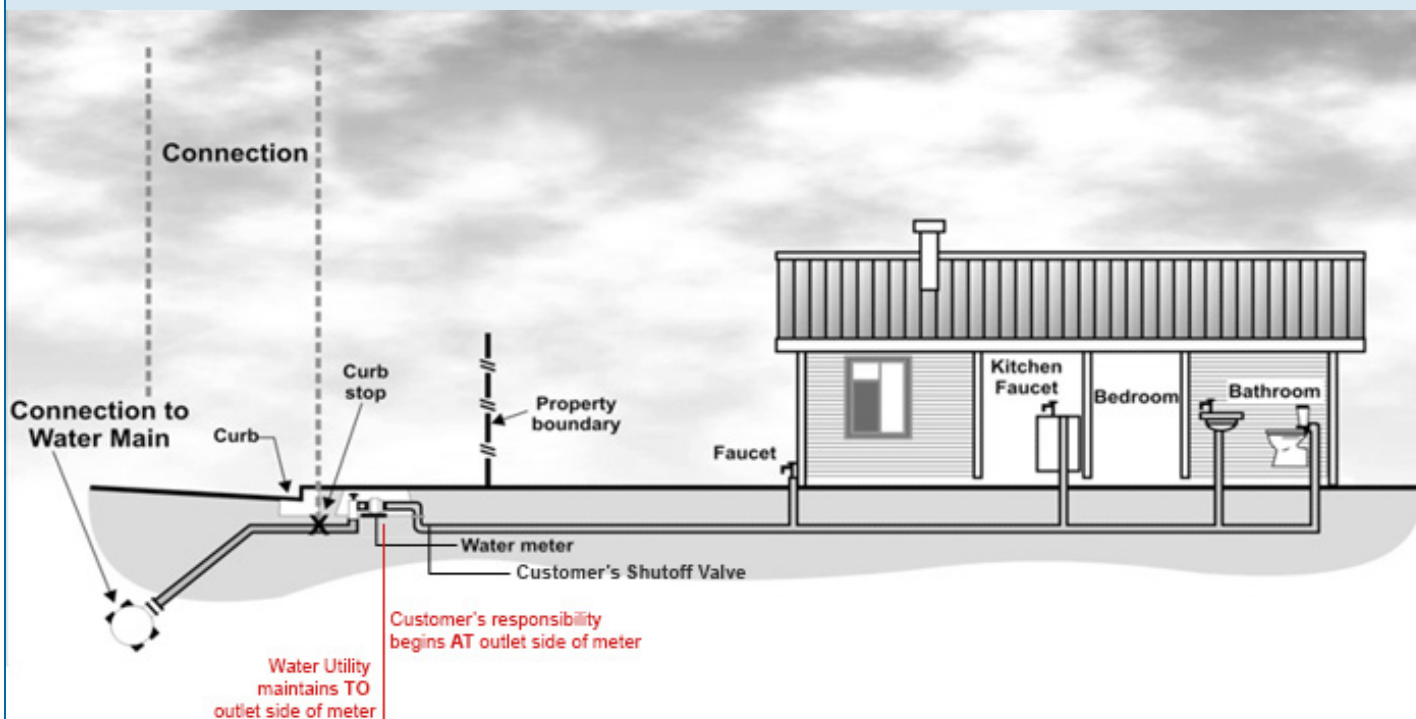 Connection
Connection to
Water Main
Curb
Curb
stop
Property
boundary
Faucet
Kitchen
Faucet
Bedroom
Bathroom
X
Water meter
Customer's Shutoff Valve
Customer's responsibility
begins AT outlet side of meter
Water Utility
maintains TO
outlet side of meter